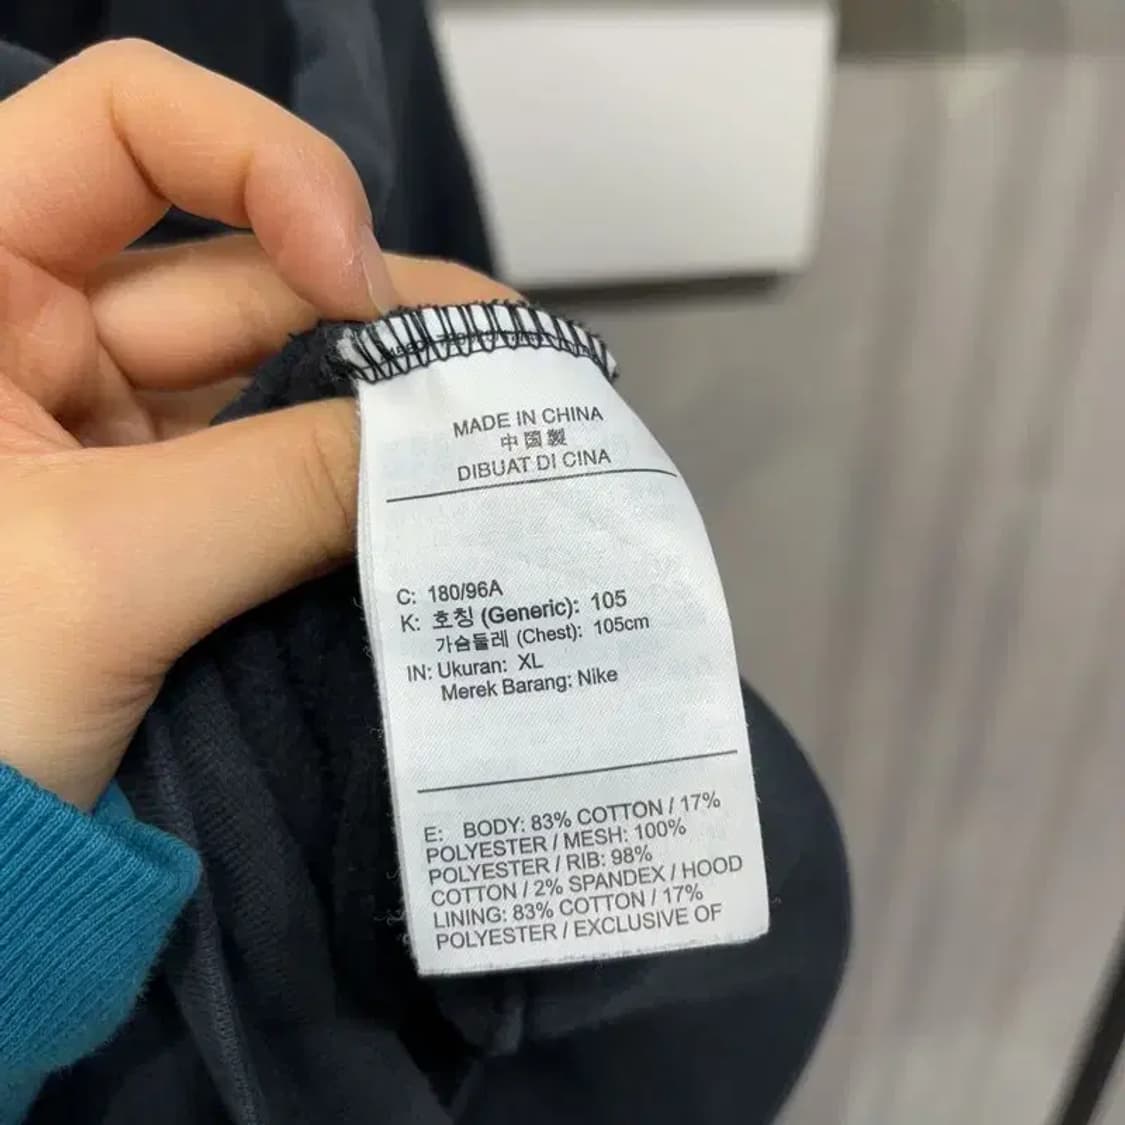 MADE IN CHINA
中国製
DIBUAT DI CINA
C: 180/96A
K: 호칭 (Generic): 105
가슴둘레 (Chest): 105cm
IN: Ukuran: XL
Merek Barang: Nike
E: BODY: 83% COTTON / 17%
POLYESTER / MESH: 100%
POLYESTER / RIB: 98%
COTTON / 2% SPANDEX / HOOD
LINING: 83% COTTON / 17%
POLYESTER / EXCLUSIVE OF